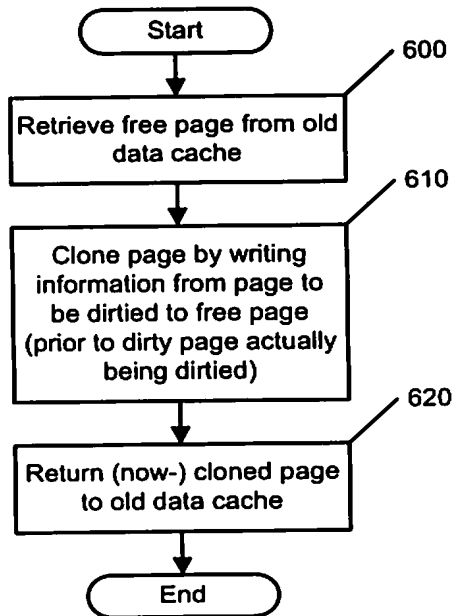 Start
600
Retrieve free page from old
data cache
610
Clone page by writing
information from page to
be dirtied to free page
(prior to dirty page actually
being dirtied)
620
Return (now-) cloned page
to old data cache
End